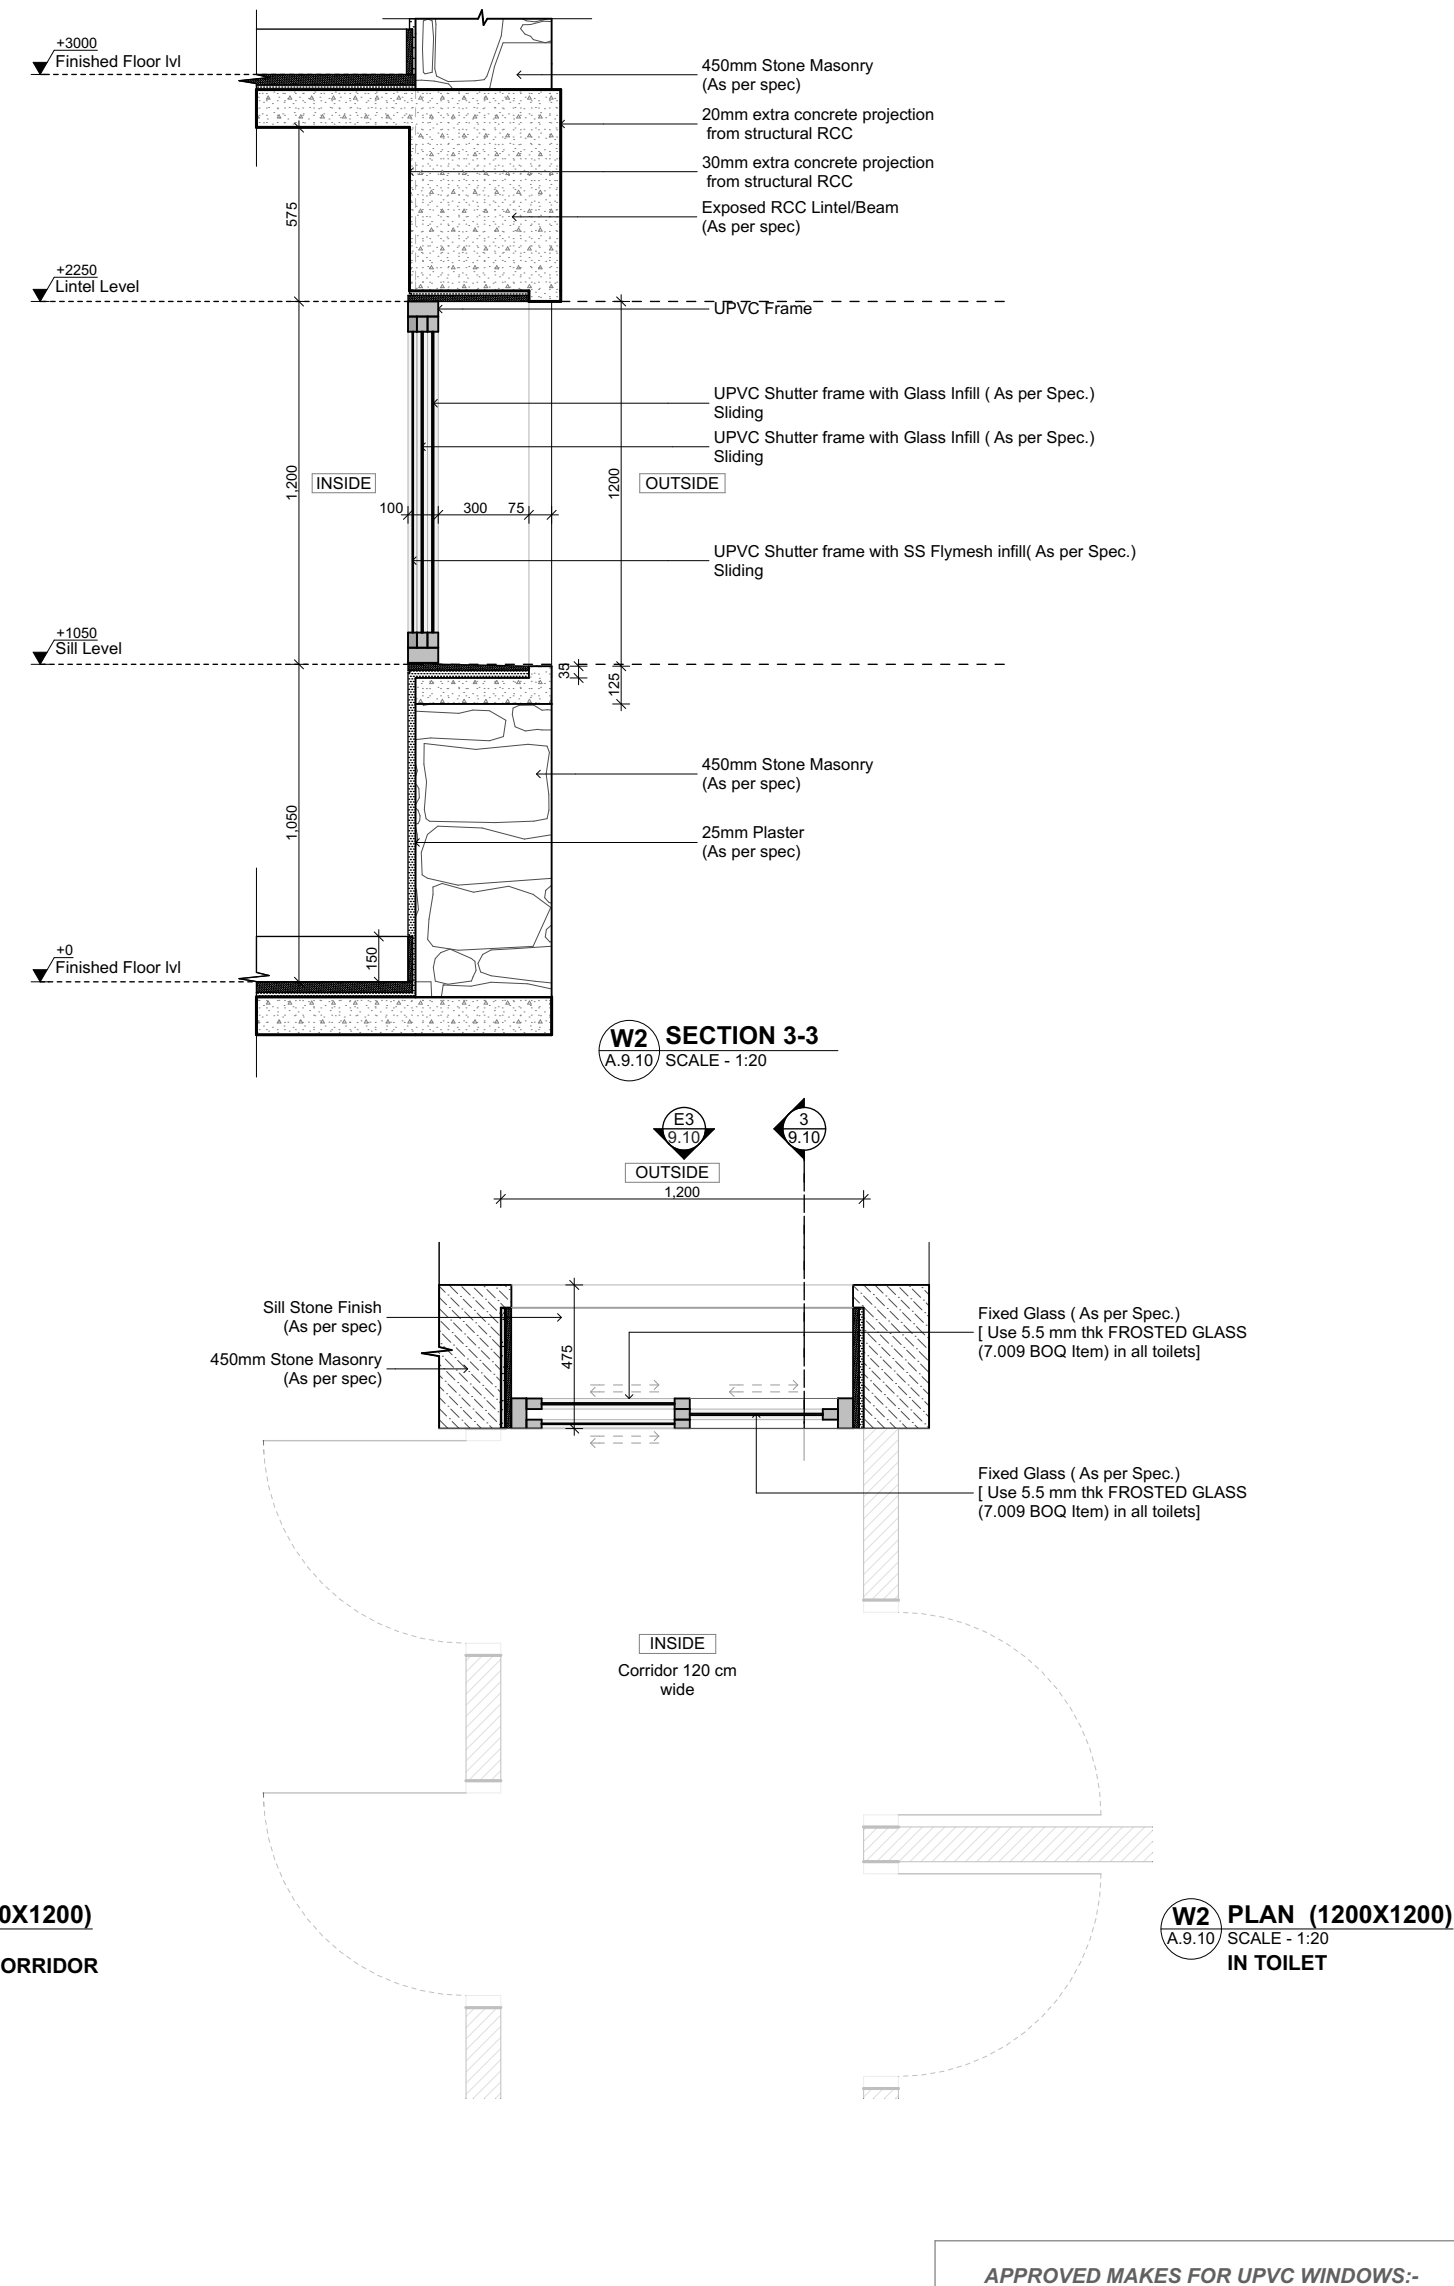 +3000
Finished Floor lvl
450mm Stone Masonry
(As per spec)
20mm extra concrete projection
from structural RCC
30mm extra concrete projection
from structural RCC
Exposed RCC Lintel/Beam
(As per spec)
575
+2250
Lintel Level
UPVC Frame
UPVC Shutter frame with Glass Infill ( As per Spec.)
Sliding
UPVC Shutter frame with Glass Infill ( As per Spec.)
Sliding
1,200
INSIDE
100
300
75
1200
OUTSIDE
UPVC Shutter frame with SS Flymesh infill( As per Spec.)
Sliding
+1050
Sill Level
35
125
450mm Stone Masonry
(As per spec)
1,050
25mm Plaster
(As per spec)
150
+0
Finished Floor lvl
W2
A.9.10
SECTION 3-3
SCALE - 1:20
E3
9.10
3
9.10
OUTSIDE
1,200
Sill Stone Finish
(As per spec)
450mm Stone Masonry
(As per spec)
475
Fixed Glass ( As per Spec.)
[ Use 5.5 mm thk FROSTED GLASS
(7.009 BOQ Item) in all toilets]
Fixed Glass ( As per Spec.)
[ Use 5.5 mm thk FROSTED GLASS
(7.009 BOQ Item) in all toilets]
INSIDE
Corridor 120 cm
wide
0X1200)
ORRIDOR
W2
A.9.10
PLAN (1200X1200)
SCALE - 1:20
IN TOILET
APPROVED MAKES FOR UPVC WINDOWS:-